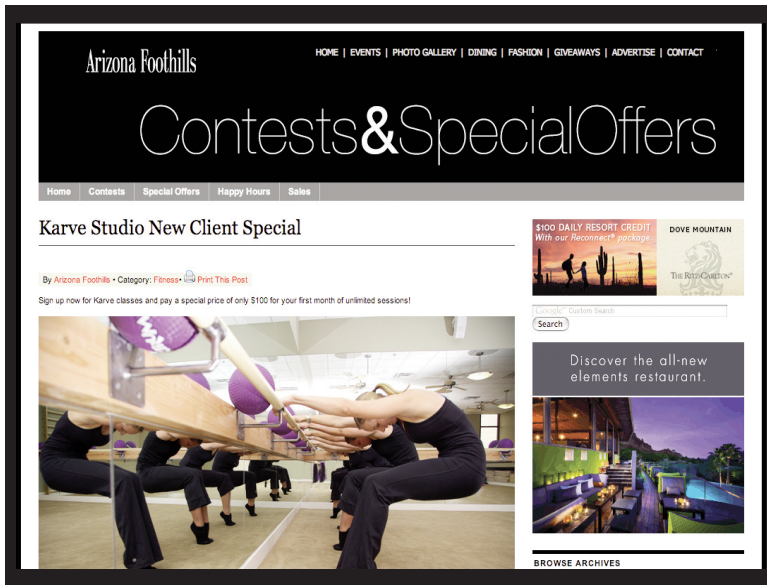 Arizona Foothills
HOME | EVENTS | PHOTO GALLERY | DINING | FASHION | GIVEAWAYS | ADVERTISE | CONTACT
Contests&SpecialOffers
Home Contests Special Offers Happy Hours Sales
Karve Studio New Client Special
By Arizona Foothills • Category: Fitness• Print This Post
Sign up now for Karve classes and pay a special price of only $100 for your first month of unlimited sessions!
$100 DAILY RESORT CREDIT
With our Reconnect® package.
DOVE MOUNTAIN
THE RITZ-CARLTON®
Google™ Custom Search
Search
Discover the all-new
elements restaurant.
BROWSE ARCHIVES